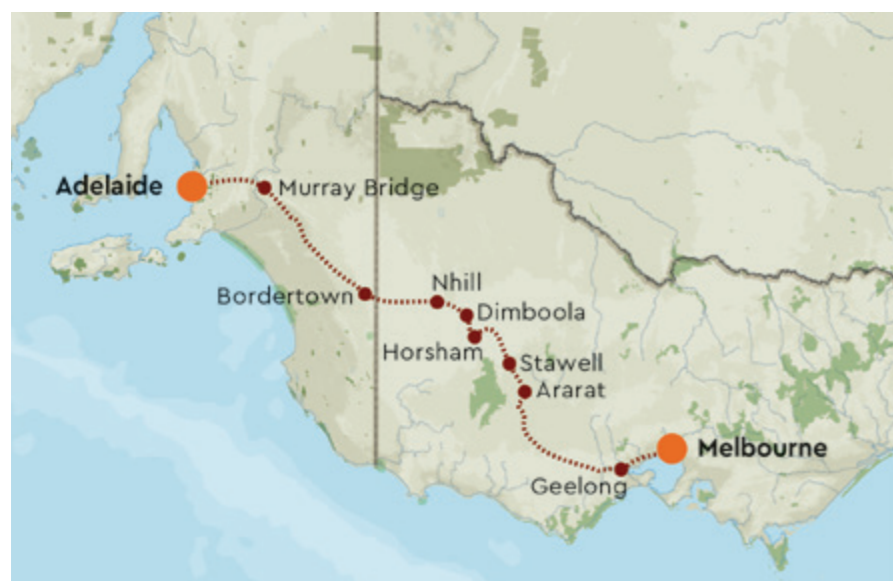 Adelaide
Murray Bridge
Bordertown
Nhill
Dimboola
Horsham
Stawell
Ararat
Melbourne
Geelong